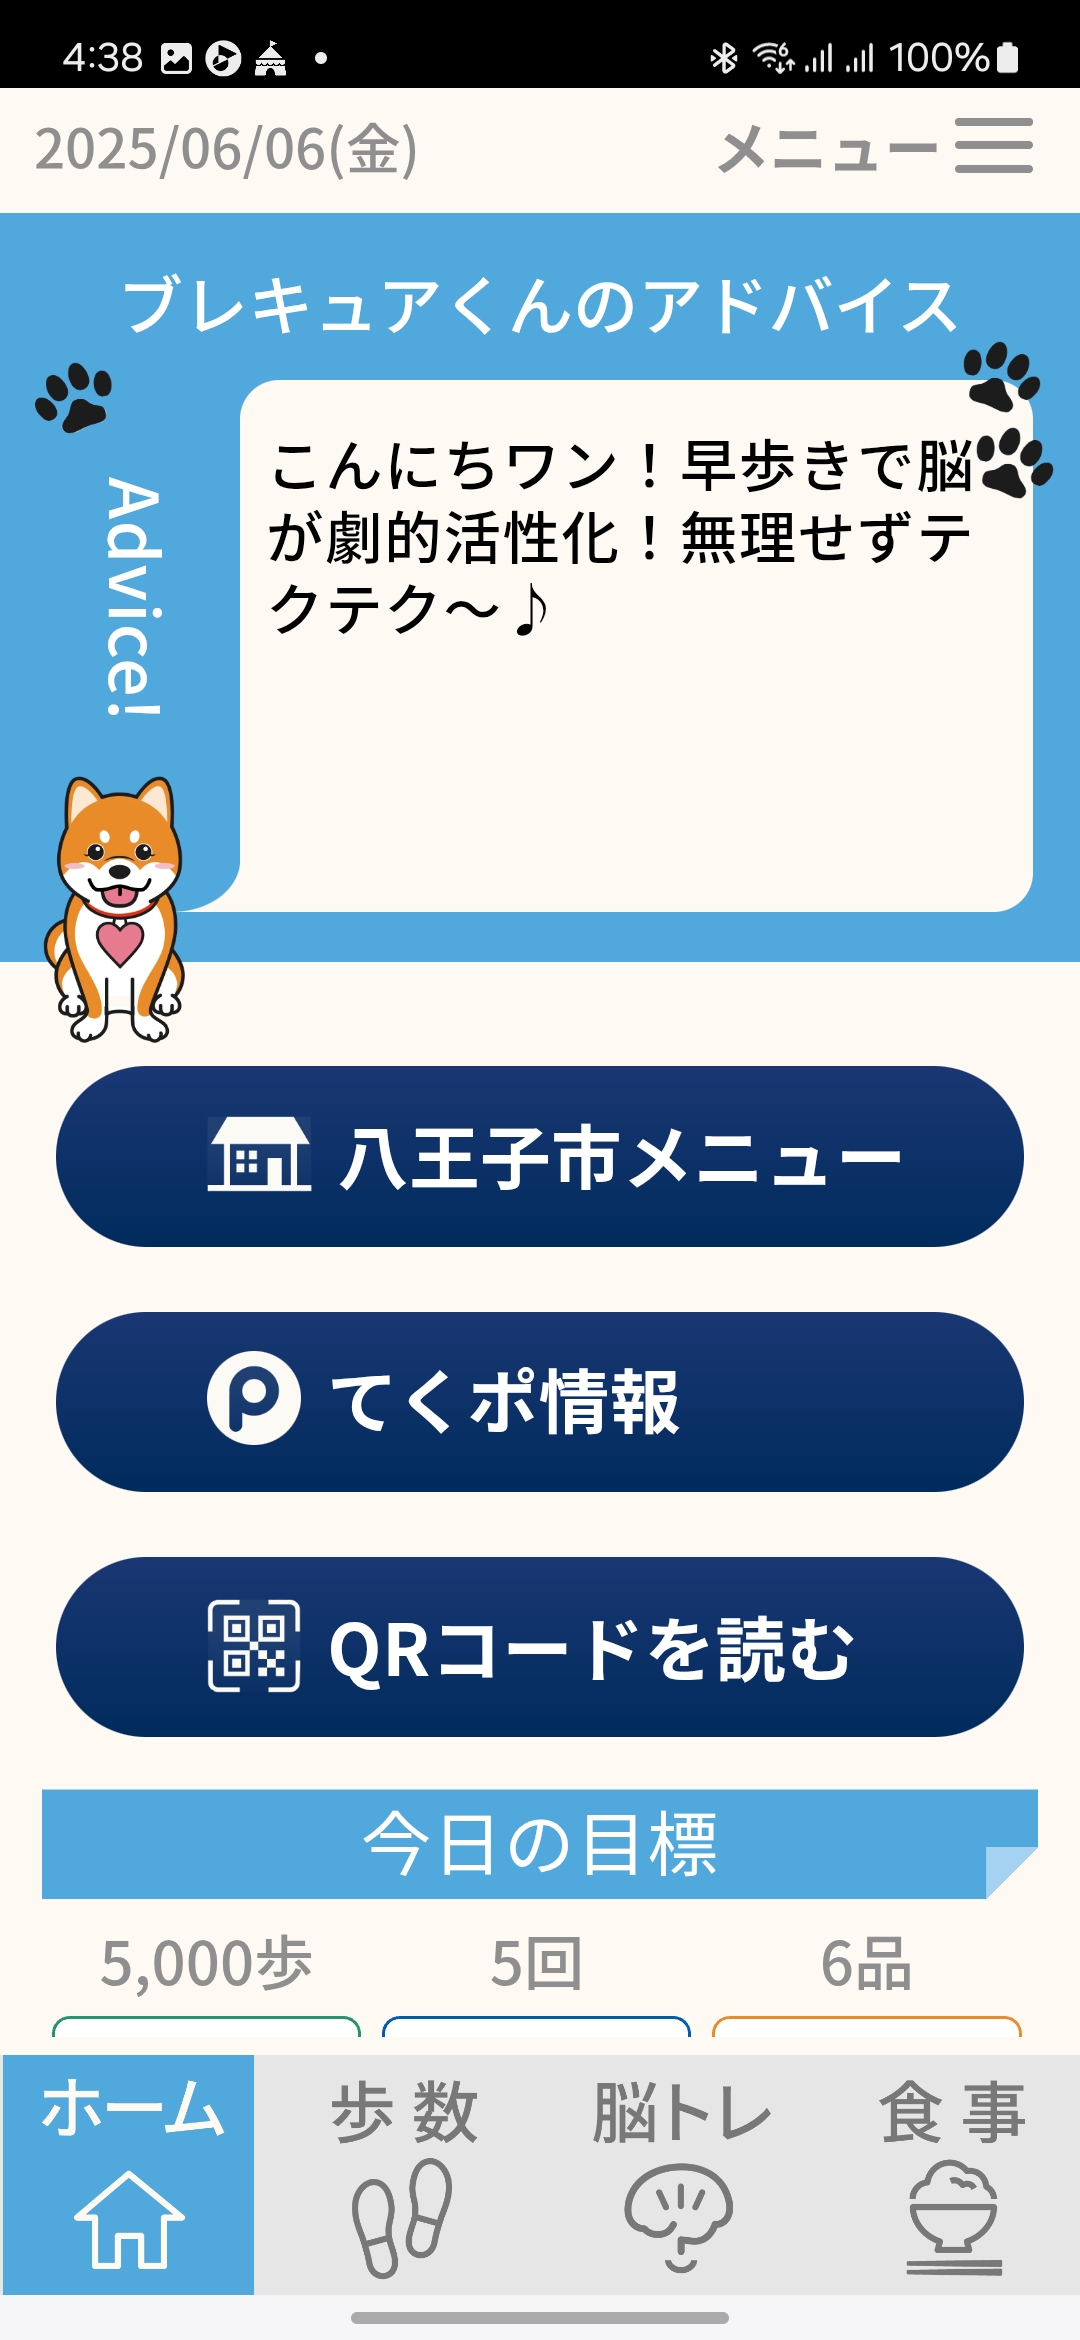 4:38
100%
2025/06/06(金)
メニュー
ブレキュアくんのアドバイス
Advice!
こんにちワン！早歩きで脳
が劇的活性化！無理せずテ
クテク～♪
八王子市メニュー
てくポ情報
QRコードを読む
今日の目標
5,000歩 5回 6品
ホーム 歩数 脳トレ 食事